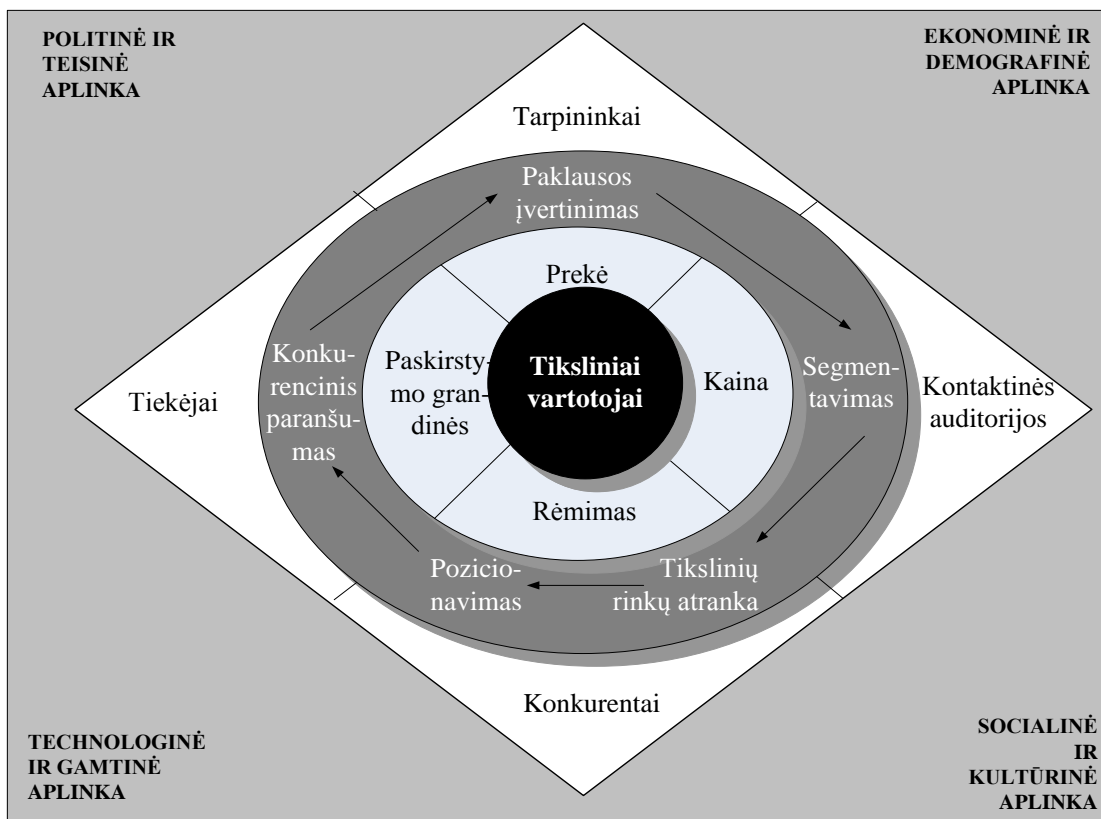 POLITINĖ IR
TEISINĖ
APLINKA
EKONOMINĖ IR
DEMOGRAFINĖ
APLINKA
Tarpininkai
Paklausos
įvertinimas
Prekė
Konku-
rencinis
paranšu-
mas
Paskirsty-
mo gran-
dinės
Tiksliniai
vartotojai
Kaina
Segmen-
tavimas
Tiekėjai
Kontaktinės
auditorijos
Rėmimas
Pozicio-
navimas
Tikslinių
rinkų atranka
Konkurentai
TECHNOLOGINĖ
IR GAMTINĖ
APLINKA
SOCIALINĖ
IR
KULTŪRINĖ
APLINKA